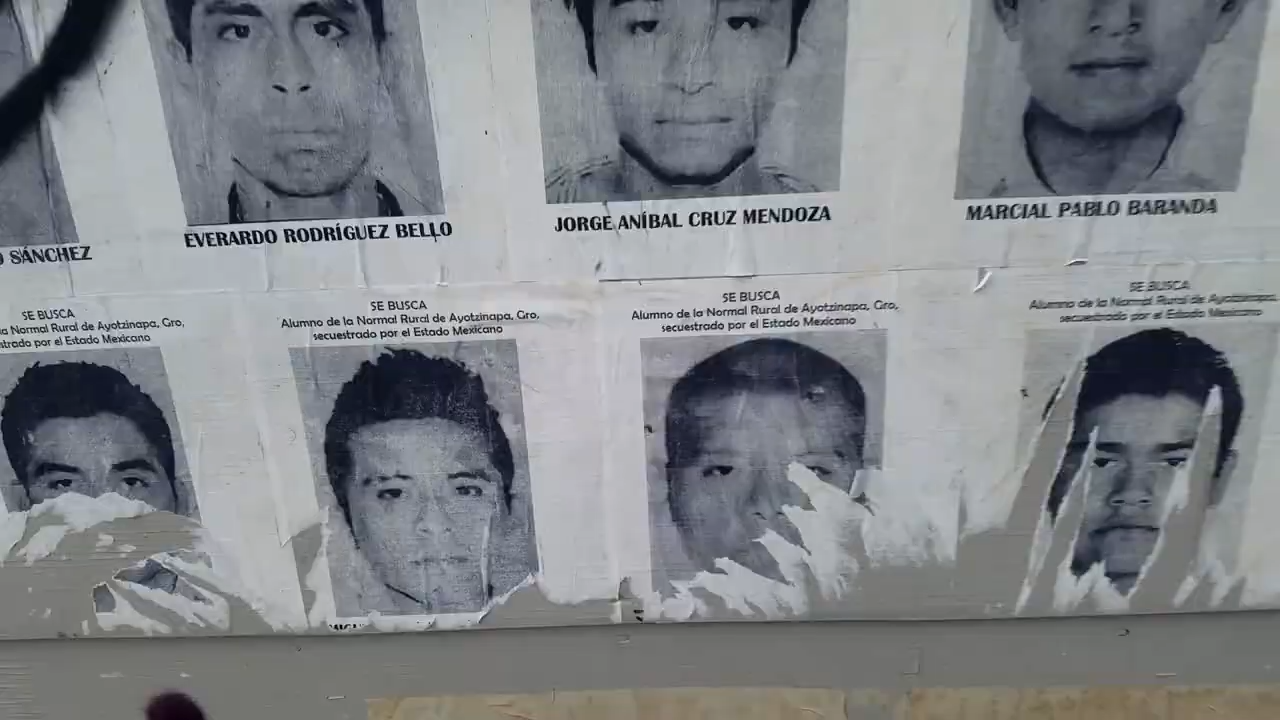 SÁNCHEZ
EVERARDO RODRÍGUEZ BELLO
JORGE ANÍBAL CRUZ MENDOZA
MARCIAL PABLO BARANDA
SE BUSCA
la Normal Rural de Ayotzinapa, Gro,
strado por el Estado Mexicano
SE BUSCA
Alumno de la Normal Rural de Ayotzinapa, Gro,
secuestrado por el Estado Mexicano
SE BUSCA
Alumno de la Normal Rural de Ayotzinapa, Gro,
secuestrado por el Estado Mexicano
SE BUSCA
Alumno de la Normal Rural de Ayotzinapa,
secuestrado por el Estado Mexicano